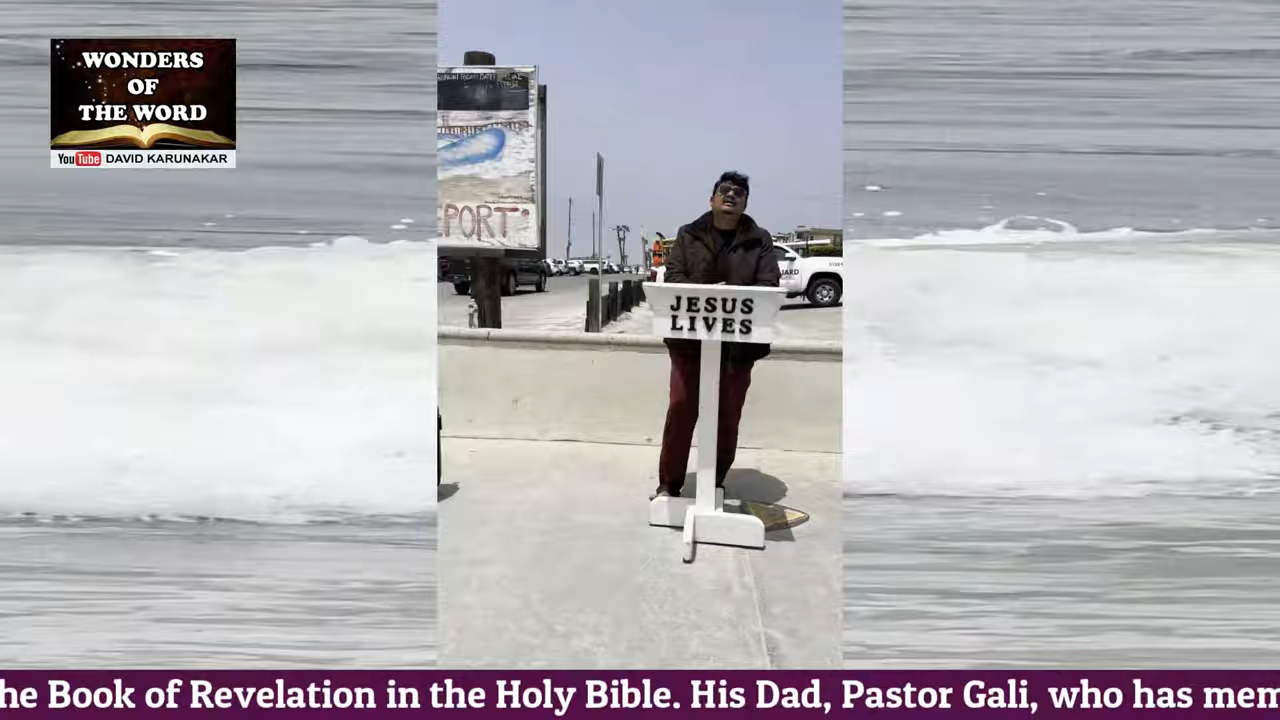 WONDERS
OF
THE WORD
YouTube DAVID KARUNAKAR
PORT
JESUS
LIVES
he Book of Revelation in the Holy Bible. His Dad, Pastor Gali, who has mem